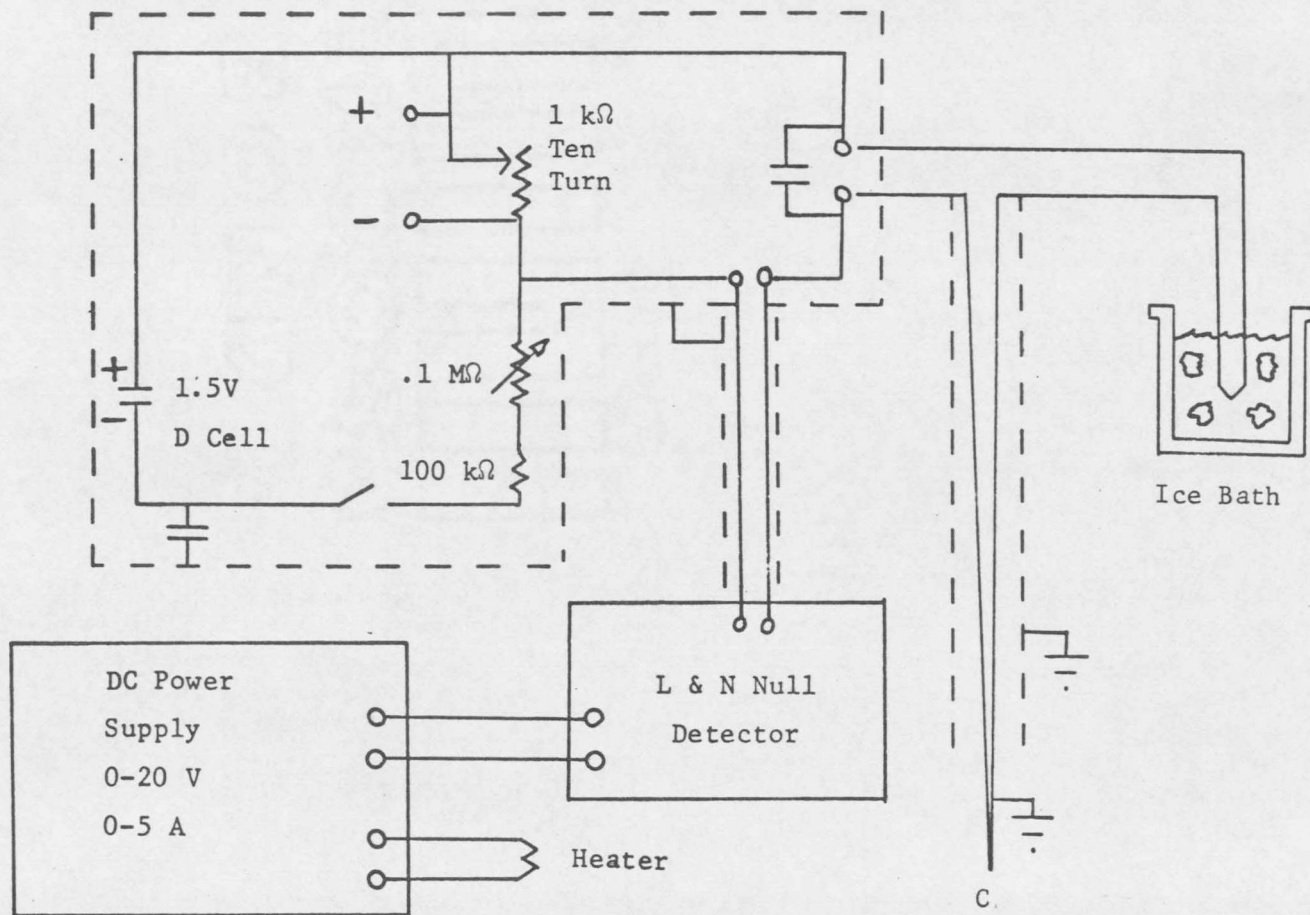 +
1 kΩ
Ten
Turn
−
+
1.5V
−
D Cell
.1 MΩ
100 kΩ
Ice Bath
DC Power
Supply
0-20 V
0-5 A
L & N Null
Detector
Heater
C.